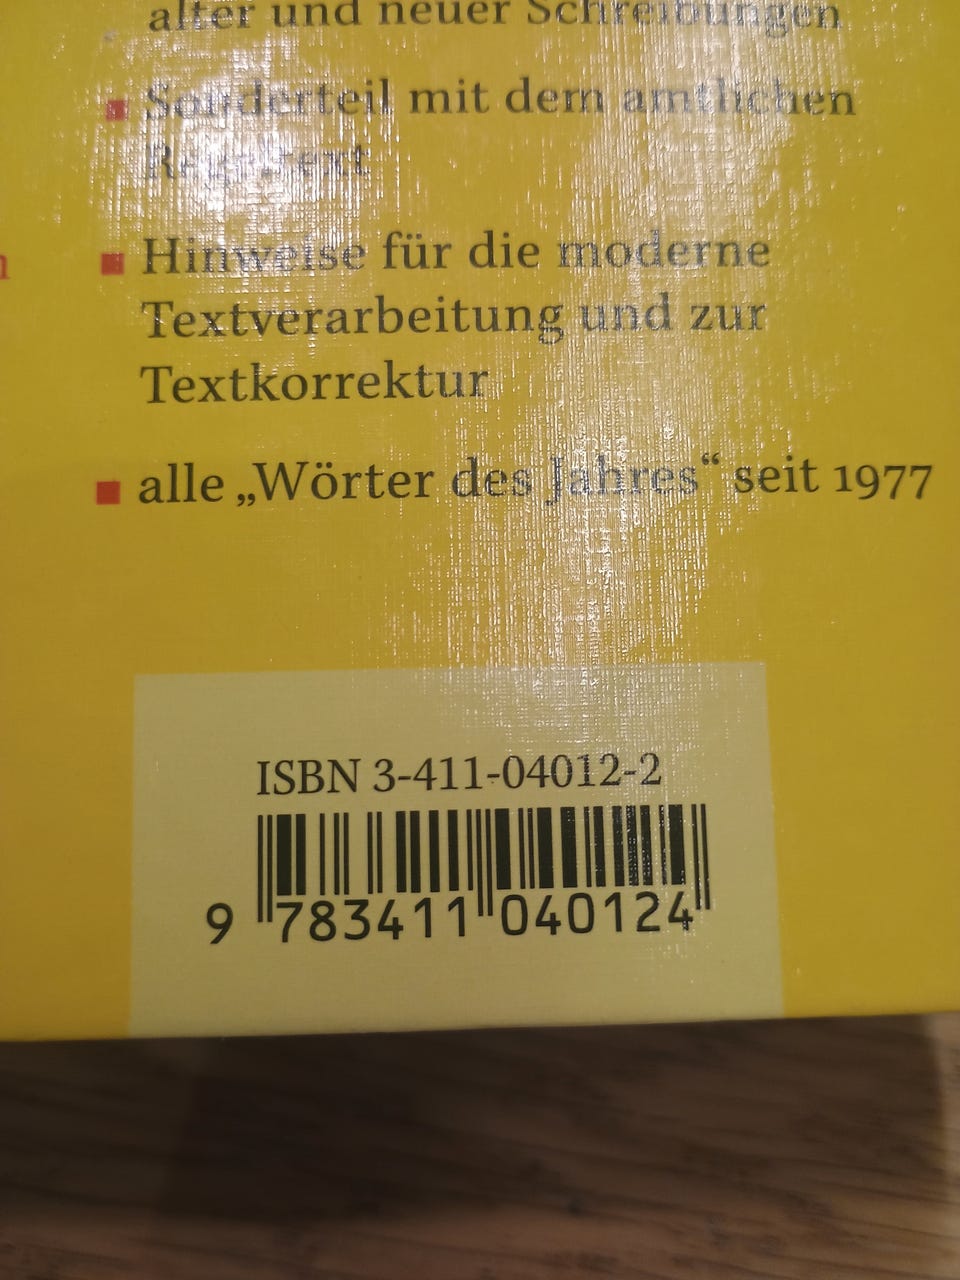 alter und neuer Schreibungen
▪ Sonderteil mit dem amtlichen
Regeltext
n
▪ Hinweise für die moderne
Textverarbeitung und zur
Textkorrektur
▪ alle „Wörter des Jahres“ seit 1977
ISBN 3-411-04012-2
9 783411 040124